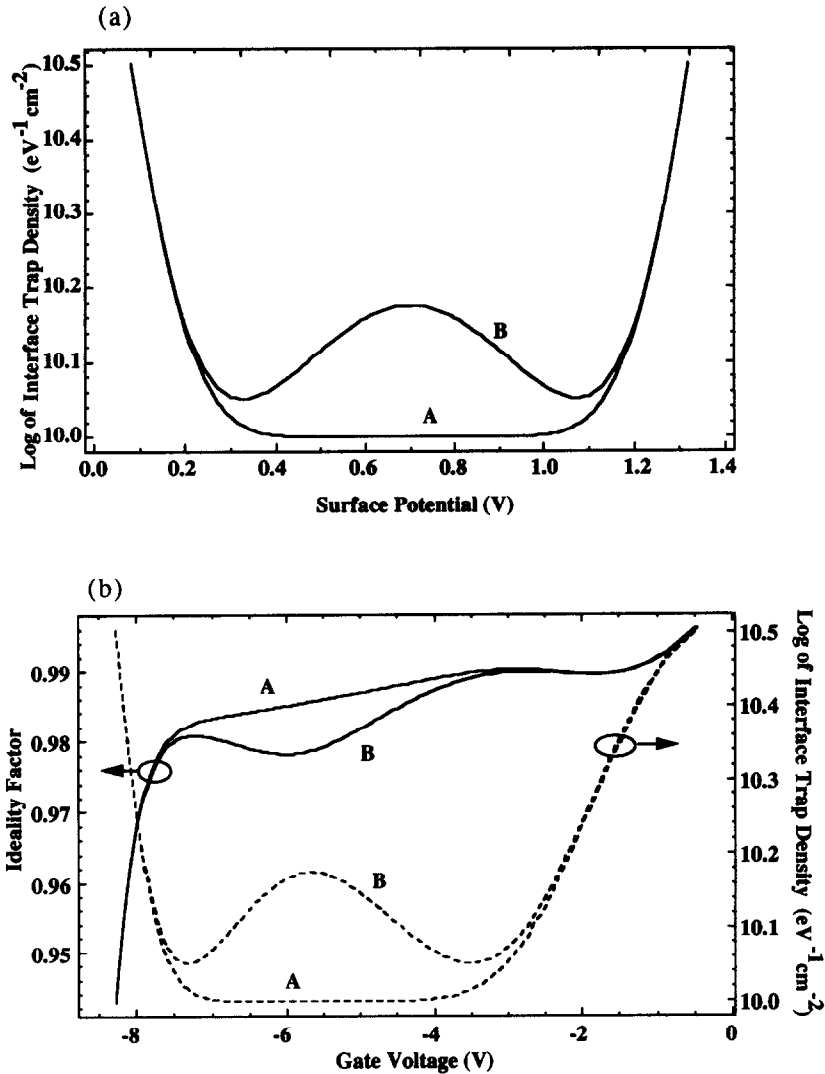 (a)
Log of Interface Trap Density (eV⁻¹cm⁻²)
10.5
10.4
10.3
10.2
10.1
10.0
B
A
0.0 0.2 0.4 0.6 0.8 1.0 1.2 1.4
Surface Potential (V)
(b)
Ideality Factor
0.99
0.98
0.97
0.96
0.95
A
B
B
A
10.5
10.4
10.3
10.2
10.1
10.0
Log of Interface Trap Density (eV⁻¹cm⁻²)
-8 -6 -4 -2 0
Gate Voltage (V)